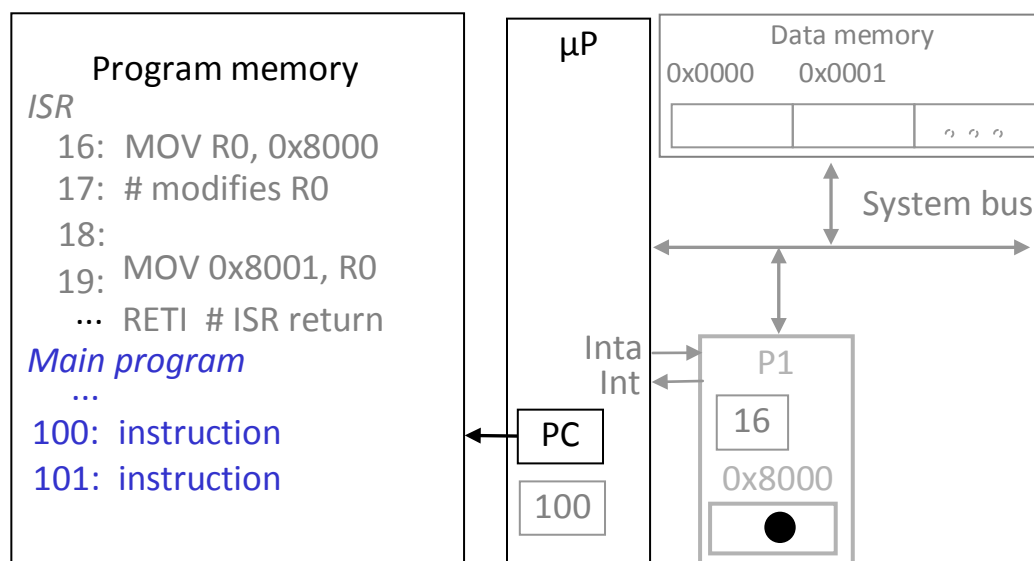 Program memory
ISR
16: MOV R0, 0x8000
17: # modifies R0
18:
19: MOV 0x8001, R0
... RETI # ISR return
Main program
...
100: instruction
101: instruction
µP
Inta
Int
PC
100
Data memory
0x0000 0x0001
System bus
P1
16
0x8000